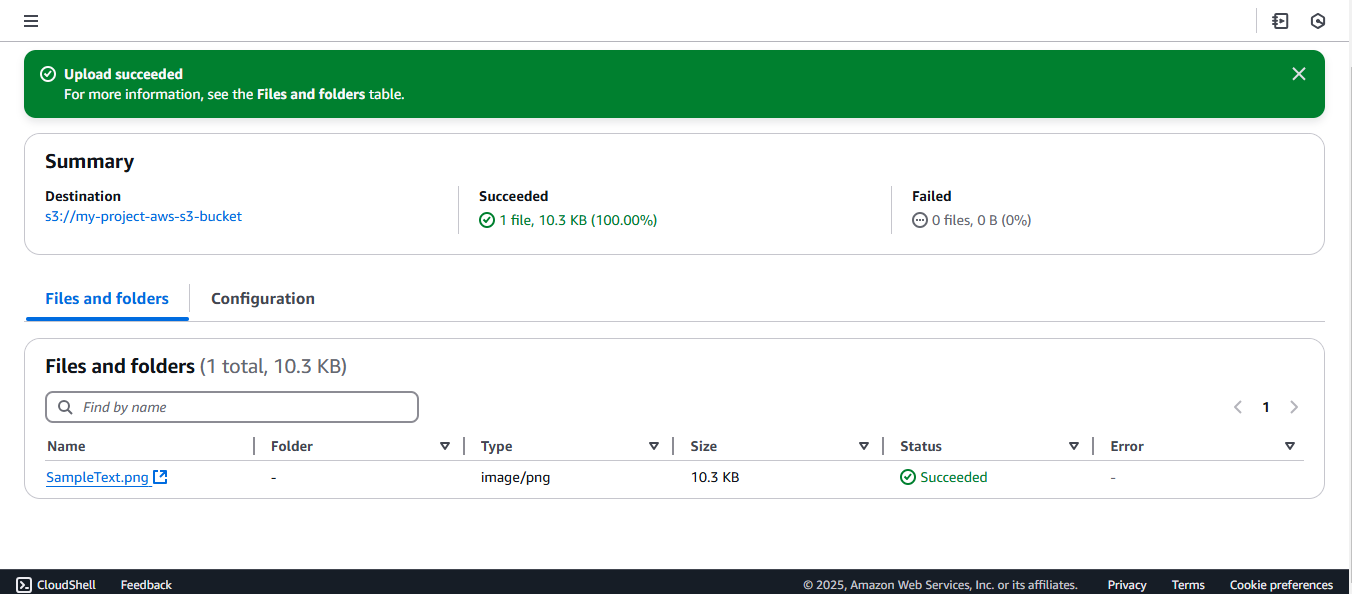 Upload succeeded
For more information, see the Files and folders table.
Summary
Destination
s3://my-project-aws-s3-bucket
Succeeded
1 file, 10.3 KB (100.00%)
Failed
0 files, 0 B (0%)
Files and folders
Configuration
Files and folders (1 total, 10.3 KB)
Find by name
1
Name Folder Type Size Status Error
SampleText.png - image/png 10.3 KB Succeeded -
CloudShell Feedback © 2025, Amazon Web Services, Inc. or its affiliates. Privacy Terms Cookie preferences